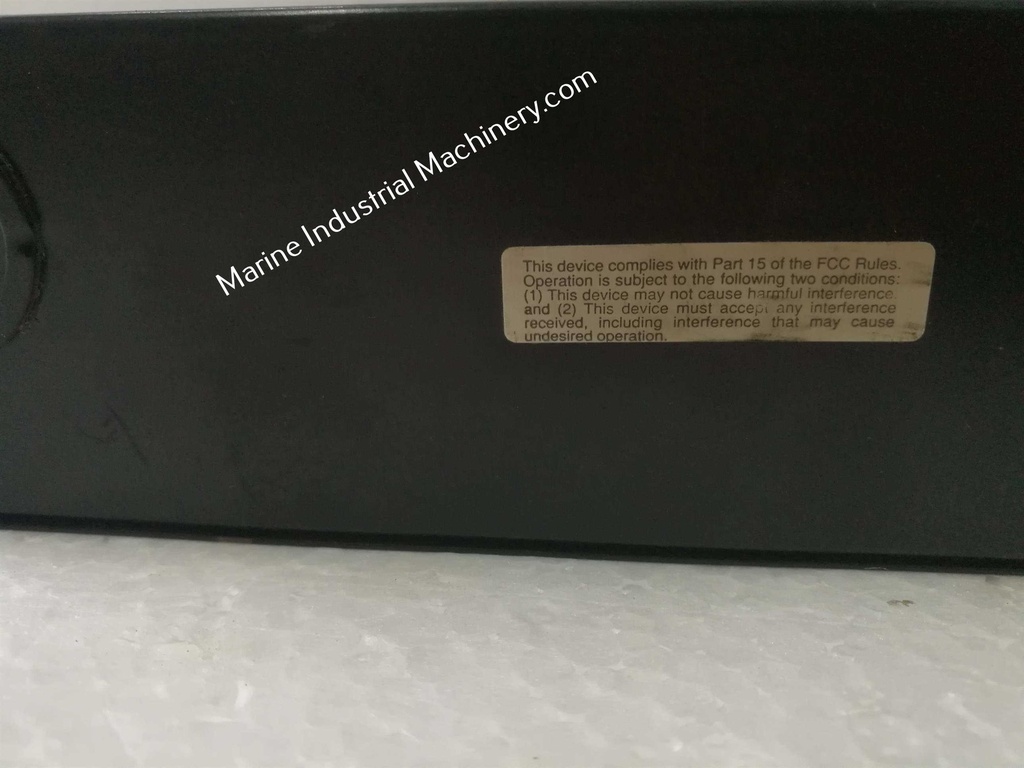 Marine Industrial Machinery.com
This device complies with Part 15 of the FCC Rules.
Operation is subject to the following two conditions:
(1) This device may not cause harmful interference
and (2) This device must accept any interference
received, including interference that may cause
undesired operation.